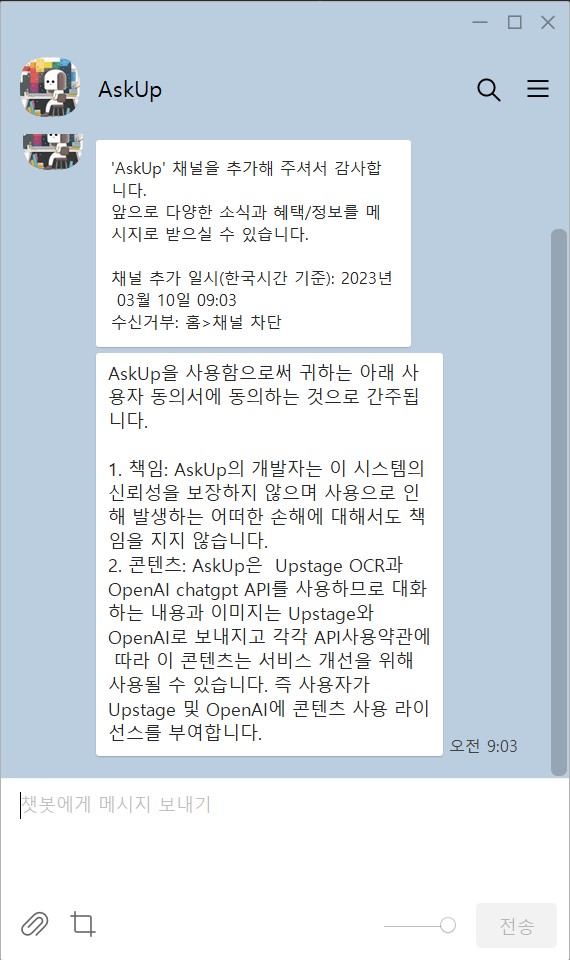 AskUp
'AskUp' 채널을 추가해 주셔서 감사합
니다.
앞으로 다양한 소식과 혜택/정보를 메
시지로 받으실 수 있습니다.
채널 추가 일시(한국시간 기준): 2023년
03월 10일 09:03
수신거부: 홈>채널 차단
AskUp을 사용함으로써 귀하는 아래 사
용자 동의서에 동의하는 것으로 간주됩
니다.
1. 책임: AskUp의 개발자는 이 시스템의
신뢰성을 보장하지 않으며 사용으로 인
해 발생하는 어떠한 손해에 대해서도 책
임을 지지 않습니다.
2. 콘텐츠: AskUp은  Upstage OCR과
OpenAI chatgpt API를 사용하므로 대화
하는 내용과 이미지는 Upstage와
OpenAI로 보내지고 각각 API사용약관에
따라 이 콘텐츠는 서비스 개선을 위해
사용될 수 있습니다. 즉 사용자가
Upstage 및 OpenAI에 콘텐츠 사용 라이
선스를 부여합니다.
오전 9:03
챗봇에게 메시지 보내기
전송